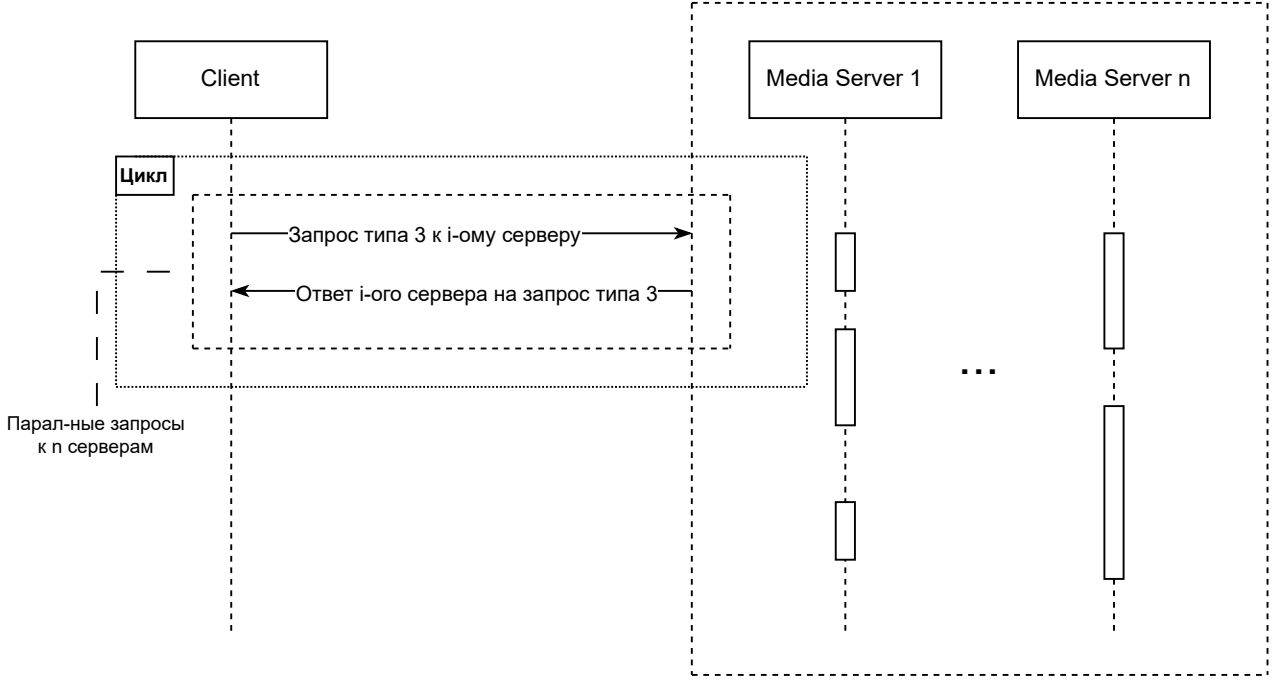 Client
Media Server 1
Media Server n
Цикл
Запрос типа 3 к i-ому серверу
Ответ i-ого сервера на запрос типа 3
...
Парал-ные запросы
к n серверам